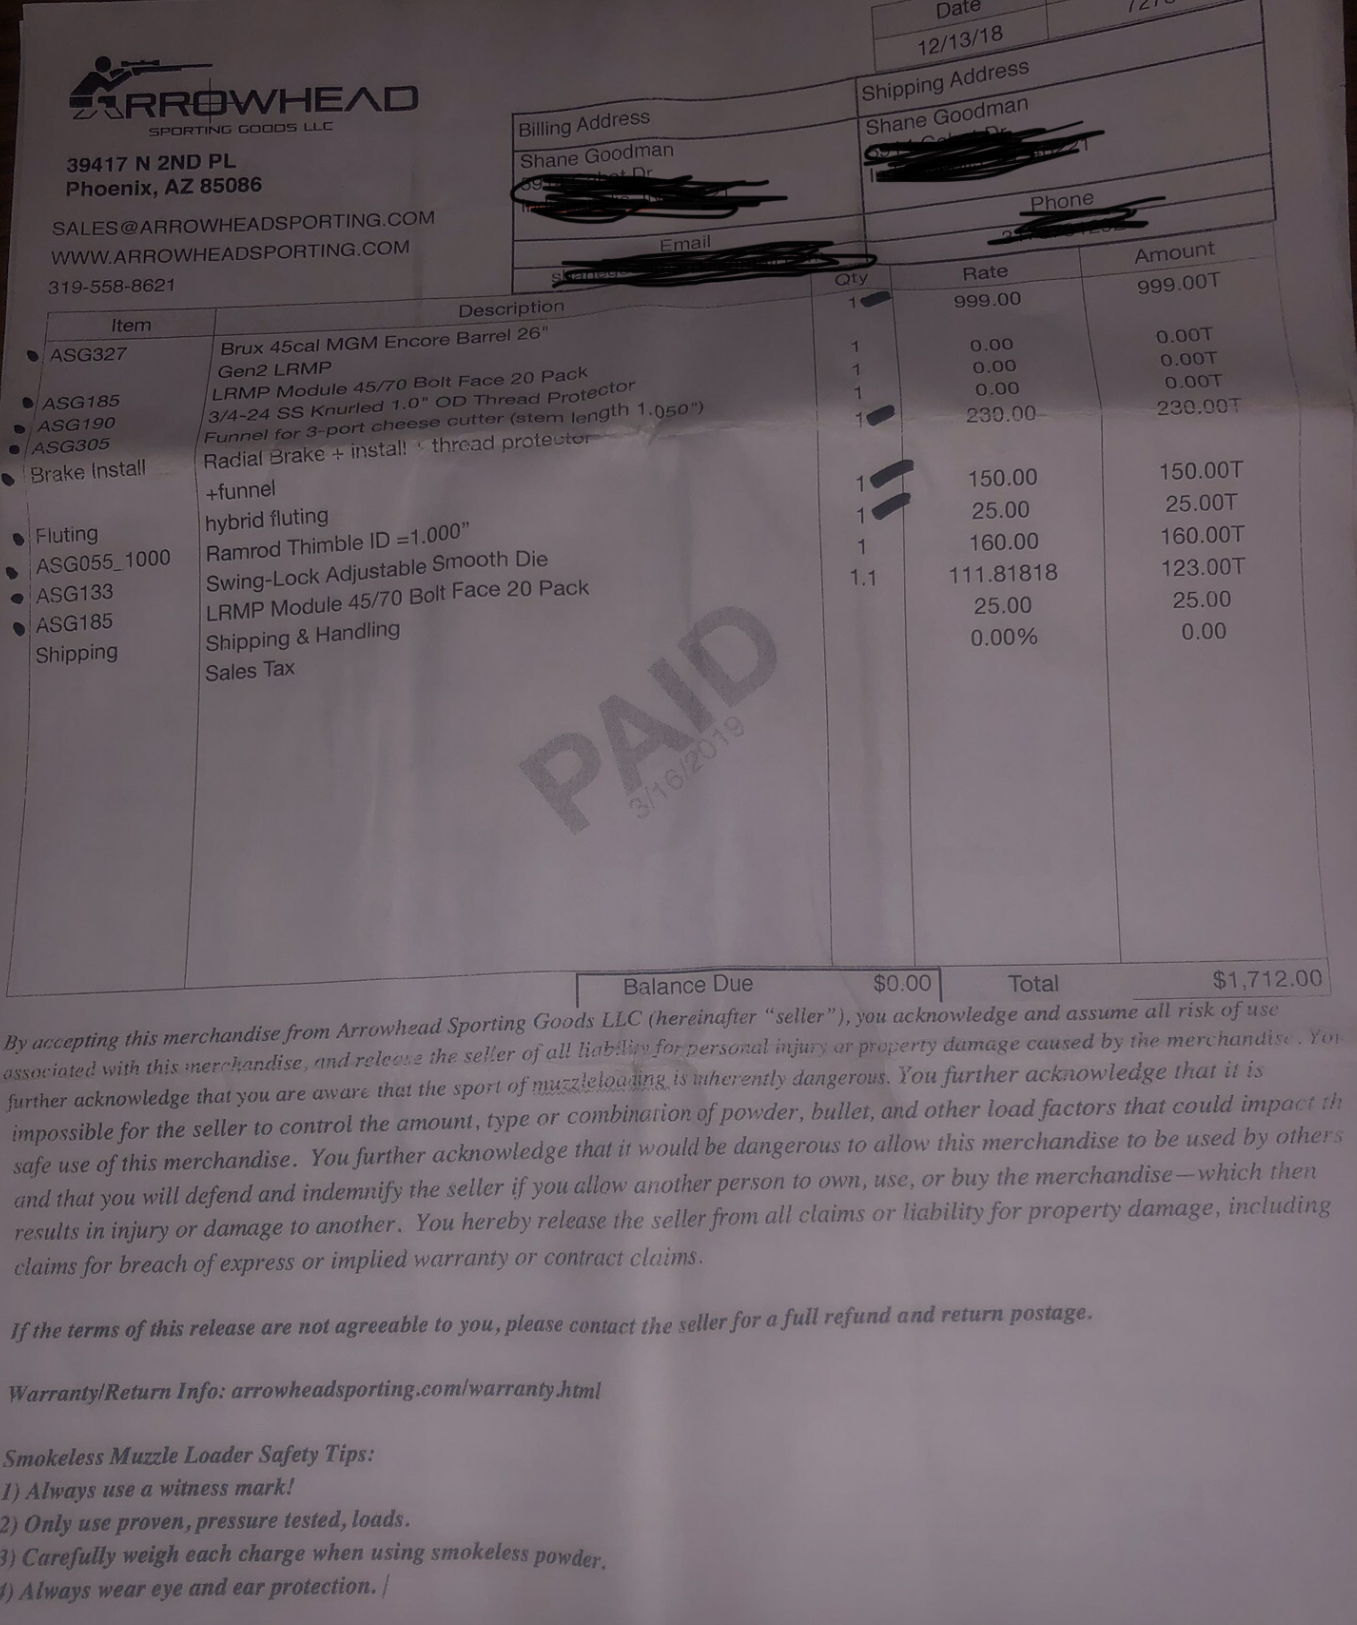 Date
12/13/18
ARROWHEAD
SPORTING GOODS LLC
39417 N 2ND PL
Phoenix, AZ 85086
SALES@ARROWHEADSPORTING.COM
WWW.ARROWHEADSPORTING.COM
319-558-8621
Billing Address
Shane Goodman
Shipping Address
Shane Goodman
Email
Phone
Item Description Qty Rate Amount
ASG327 Brux 45cal MGM Encore Barrel 26" 1 999.00 999.00T
Gen2 LRMP
ASG185 LRMP Module 45/70 Bolt Face 20 Pack 1 0.00 0.00T
ASG190 3/4-24 SS Knurled 1.0" OD Thread Protector 1 0.00 0.00T
ASG305 Funnel for 3-port cheese cutter (stem length 1.050") 1 0.00 0.00T
Brake Install Radial Brake + install + thread protector 1 230.00 230.00T
+funnel
Fluting hybrid fluting 1 150.00 150.00T
ASG055_1000 Ramrod Thimble ID =1.000" 1 25.00 25.00T
ASG133 Swing-Lock Adjustable Smooth Die 1 160.00 160.00T
ASG185 LRMP Module 45/70 Bolt Face 20 Pack 1.1 111.81818 123.00T
Shipping Shipping & Handling 25.00 25.00
Sales Tax 0.00% 0.00
PAID
3/16/2019
Balance Due $0.00 Total $1,712.00
By accepting this merchandise from Arrowhead Sporting Goods LLC (hereinafter “seller”), you acknowledge and assume all risk of use
associated with this merchandise, and release the seller of all liability for personal injury or property damage caused by the merchandise. You
further acknowledge that you are aware that the sport of muzzleloading is inherently dangerous. You further acknowledge that it is
impossible for the seller to control the amount, type or combination of powder, bullet, and other load factors that could impact th
safe use of this merchandise. You further acknowledge that it would be dangerous to allow this merchandise to be used by others
and that you will defend and indemnify the seller if you allow another person to own, use, or buy the merchandise—which then
results in injury or damage to another. You hereby release the seller from all claims or liability for property damage, including
claims for breach of express or implied warranty or contract claims.
If the terms of this release are not agreeable to you, please contact the seller for a full refund and return postage.
Warranty/Return Info: arrowheadsporting.com/warranty.html
Smokeless Muzzle Loader Safety Tips:
1) Always use a witness mark!
2) Only use proven, pressure tested, loads.
3) Carefully weigh each charge when using smokeless powder.
4) Always wear eye and ear protection.